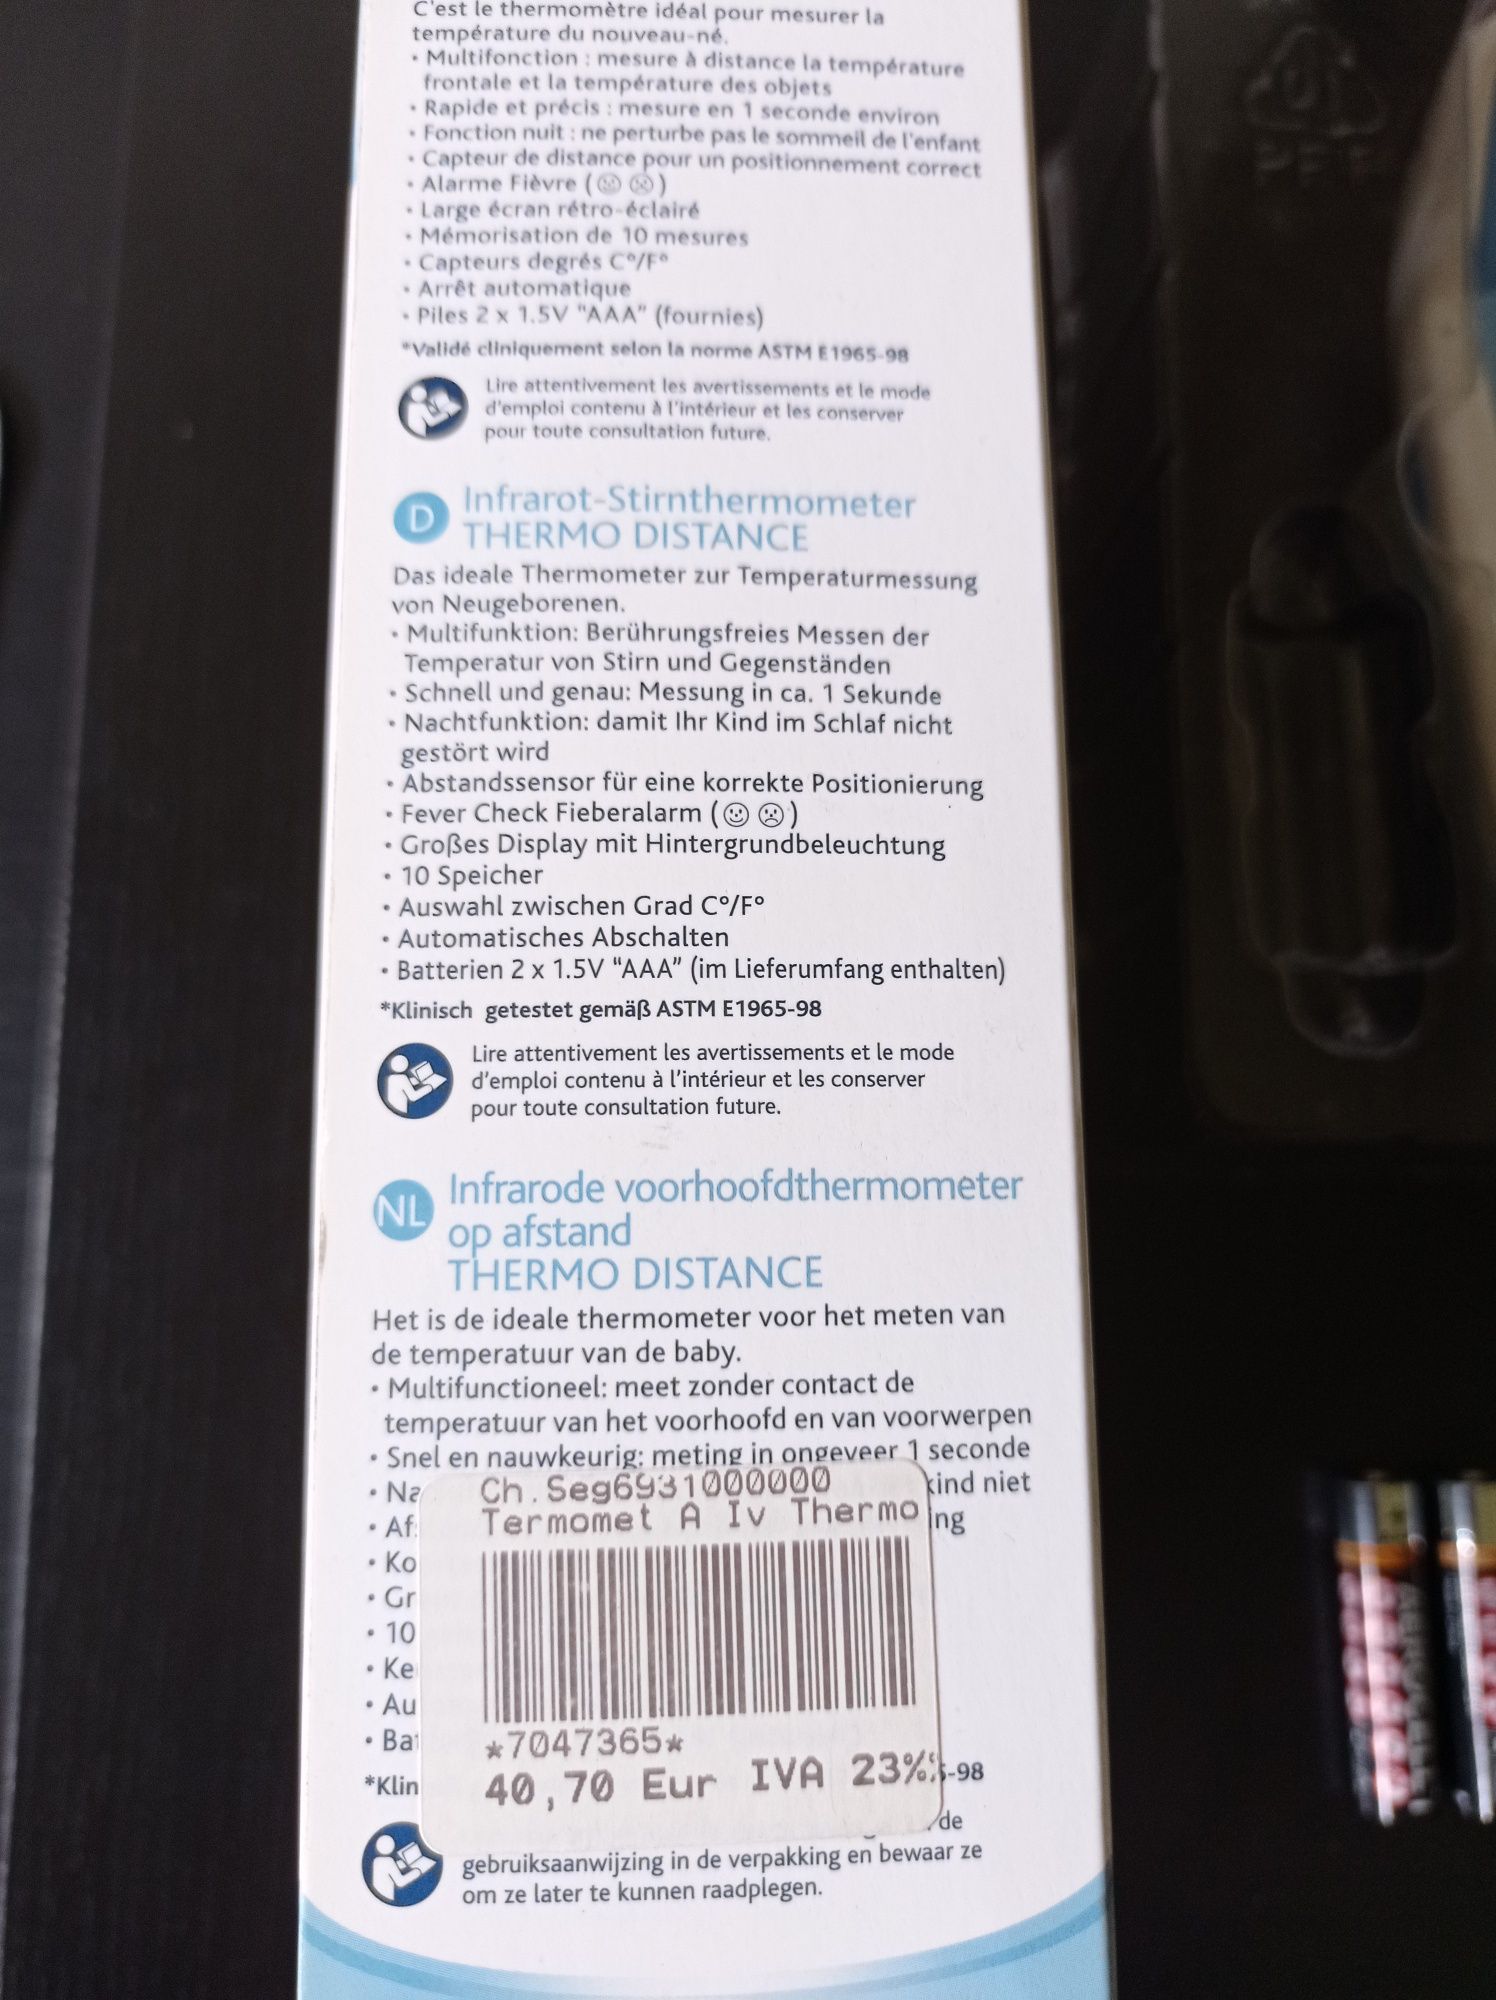 C'est le thermomètre idéal pour mesurer la
température du nouveau-né.
• Multifonction : mesure à distance la température
frontale et la température des objets
• Rapide et précis : mesure en 1 seconde environ
• Fonction nuit : ne perturbe pas le sommeil de l'enfant
• Capteur de distance pour un positionnement correct
• Alarme Fièvre (☺ ☹)
• Large écran rétro-éclairé
• Mémorisation de 10 mesures
• Capteurs degrés C°/F°
• Arrêt automatique
• Piles 2 x 1.5V "AAA" (fournies)
*Validé cliniquement selon la norme ASTM E1965-98
Lire attentivement les avertissements et le mode
d'emploi contenu à l'intérieur et les conserver
pour toute consultation future.
D Infrarot-Stirnthermometer
THERMO DISTANCE
Das ideale Thermometer zur Temperaturmessung
von Neugeborenen.
• Multifunktion: Berührungsfreies Messen der
Temperatur von Stirn und Gegenständen
• Schnell und genau: Messung in ca. 1 Sekunde
• Nachtfunktion: damit Ihr Kind im Schlaf nicht
gestört wird
• Abstandssensor für eine korrekte Positionierung
• Fever Check Fieberalarm (☺ ☹)
• Großes Display mit Hintergrundbeleuchtung
• 10 Speicher
• Auswahl zwischen Grad C°/F°
• Automatisches Abschalten
• Batterien 2 x 1.5V "AAA" (im Lieferumfang enthalten)
*Klinisch getestet gemäß ASTM E1965-98
Lire attentivement les avertissements et le mode
d'emploi contenu à l'intérieur et les conserver
pour toute consultation future.
NL Infrarode voorhoofdthermometer
op afstand
THERMO DISTANCE
Het is de ideale thermometer voor het meten van
de temperatuur van de baby.
• Multifunctioneel: meet zonder contact de
temperatuur van het voorhoofd en van voorwerpen
• Snel en nauwkeurig: meting in ongeveer 1 seconde
• Na kind niet
• Af ing
• Ko
• Gr
• 10
• Ke
• Au
• Bat
*Klin -98
de
gebruiksaanwijzing in de verpakking en bewaar ze
om ze later te kunnen raadplegen.
Ch.Seg6931000000
Termomet A Iv Thermo
*7047365*
40,70 Eur IVA 23%